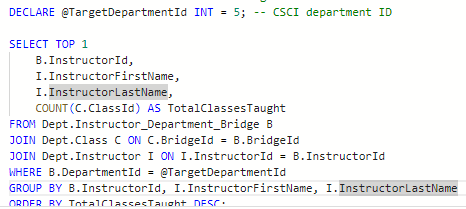 DECLARE @TargetDepartmentId INT = 5; -- CSCI department ID
SELECT TOP 1
B.InstructorId,
I.InstructorFirstName,
I.InstructorLastName,
COUNT(C.ClassId) AS TotalClassesTaught
FROM Dept.Instructor_Department_Bridge B
JOIN Dept.Class C ON C.BridgeId = B.BridgeId
JOIN Dept.Instructor I ON I.InstructorId = B.InstructorId
WHERE B.DepartmentId = @TargetDepartmentId
GROUP BY B.InstructorId, I.InstructorFirstName, I.InstructorLastName
ORDER BY TotalClassesTaught DESC;